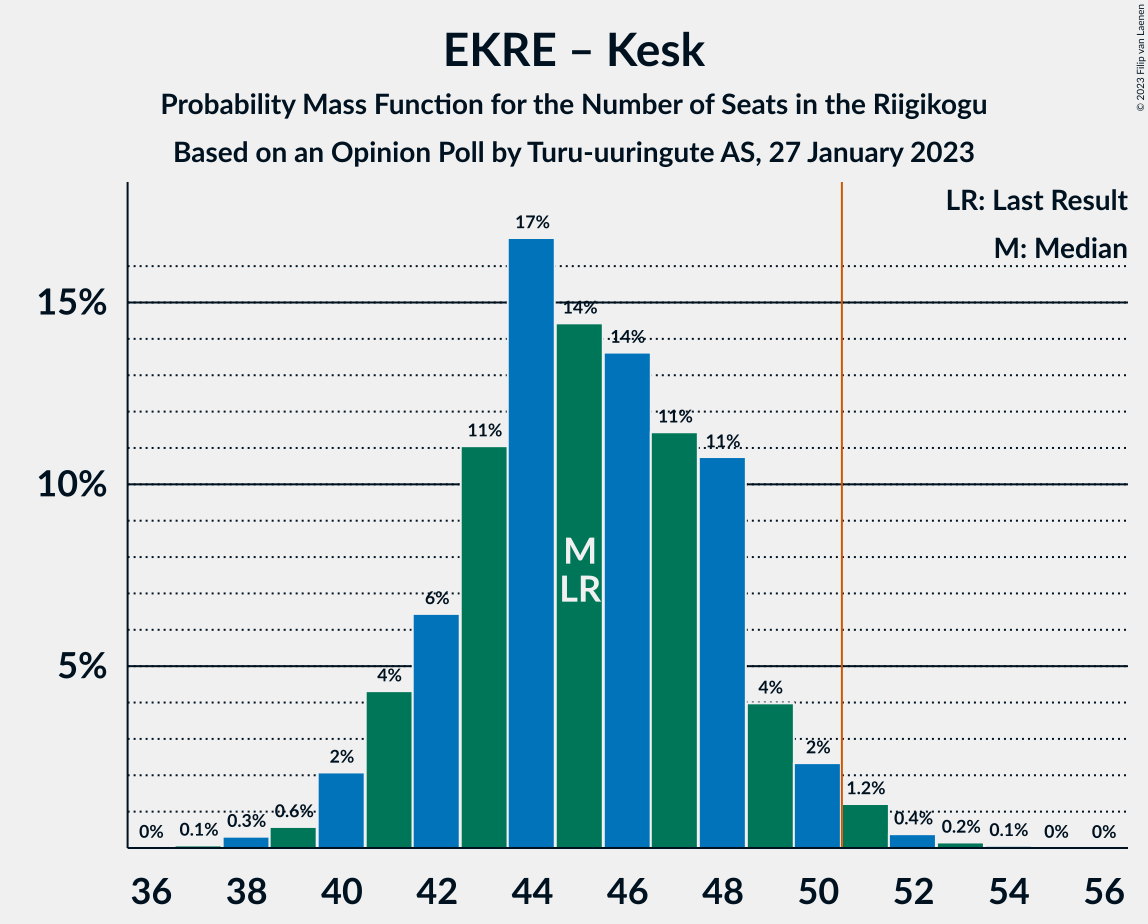 EKRE – Kesk
Probability Mass Function for the Number of Seats in the Riigikogu
Based on an Opinion Poll by Turu-uuringute AS, 27 January 2023
© 2023 Filip van Laenen
LR: Last Result
M: Median
15%
10%
5%
0%
0.1%
0.3%
0.6%
2%
4%
6%
11%
17%
14%
14%
11%
11%
4%
2%
1.2%
0.4%
0.2%
0.1%
0%
0%
M
LR
36 38 40 42 44 46 48 50 52 54 56